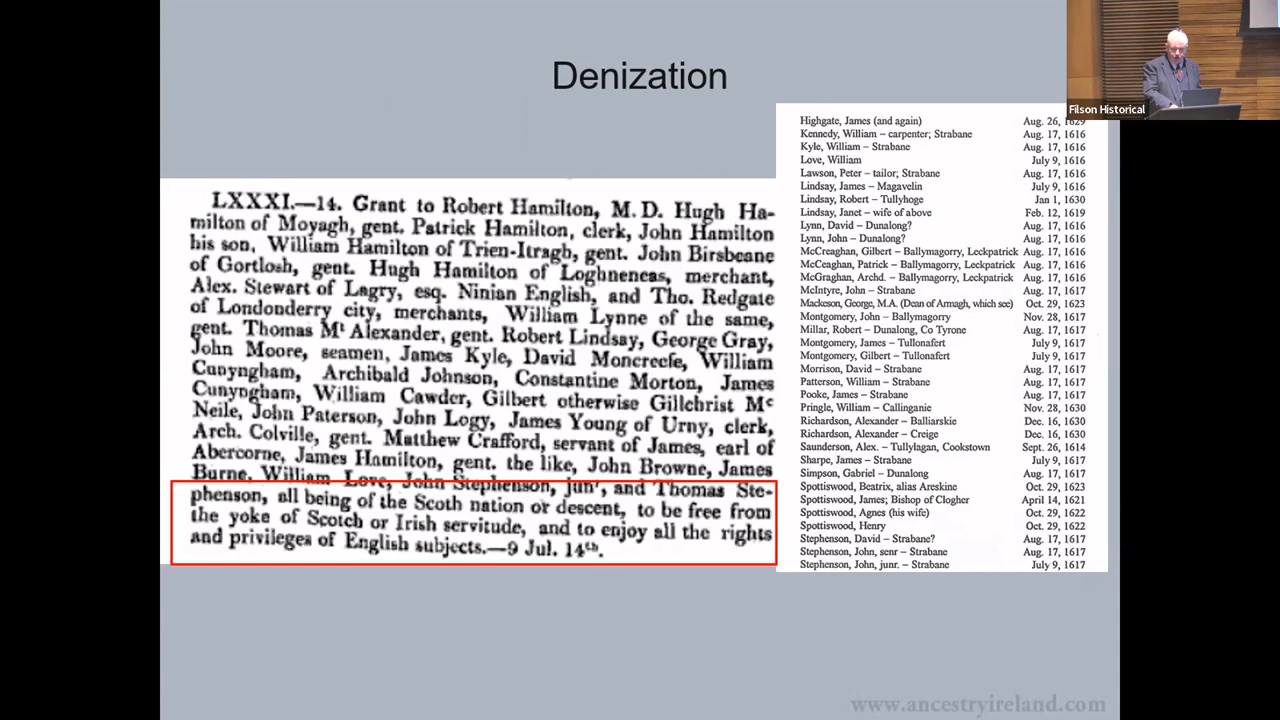 Denization
Filson Historical
LXXXI.—14. Grant to Robert Hamilton, M. D. Hugh Ha-
milton of Moyagh, gent. Patrick Hamilton, clerk, John Hamilton
his son, William Hamilton of Trien-Itragh, gent. John Birsbeane
of Gortlosh, gent. Hugh Hamilton of Loghneneas, merchant,
Alex. Stewart of Lagry, esq. Ninian English, and Tho. Redgate
of Londonderry city, merchants, William Lynne of the same,
gent. Thomas Mᶜ Alexander, gent. Robert Lindsay, George Gray,
John Moore, seamen, James Kyle, David Moncreefe, William
Cunyngham, Archibald Johnson, Constantine Morton, James
Cunyngham, William Cawder, Gilbert otherwise Gillchrist Mᶜ
Neile, John Paterson, John Logy, James Young of Urny, clerk,
Arch. Colville, gent. Matthew Crafford, servant of James, earl of
Abercorne, James Hamilton, gent. the like, John Browne, James
Burne, William Love, John Stephenson, junʳ, and Thomas Ste-
phenson, all being of the Scoth nation or descent, to be free from
the yoke of Scotch or Irish servitude, and to enjoy all the rights
and privileges of English subjects.—9 Jul. 14th.
Highgate, James (and again) Aug. 26, 1629
Kennedy, William – carpenter; Strabane Aug. 17, 1616
Kyle, William – Strabane Aug. 17, 1616
Love, William July 9, 1616
Lawson, Peter – tailor; Strabane Aug. 17, 1616
Lindsay, James – Magavelin July 9, 1616
Lindsay, Robert – Tullyhoge Jan 1, 1630
Lindsay, Janet – wife of above Feb. 12, 1619
Lynn, David – Dunalong? Aug. 17, 1616
Lynn, John – Dunalong? Aug. 17, 1616
McCreaghan, Gilbert – Ballymagorry, Leckpatrick Aug. 17, 1616
McCeaghan, Patrick – Ballymagorry, Leckpatrick Aug. 17, 1616
McGraghan, Archd. – Ballymagorry, Leckpatrick Aug. 17, 1616
McIntyre, John – Strabane Aug. 17, 1617
Mackeson, George, M.A. (Dean of Armagh, which see) Oct. 29, 1623
Montgomery, John – Ballymagorry Nov. 28, 1617
Millar, Robert – Dunalong, Co Tyrone Aug. 17, 1617
Montgomery, James – Tullonafert July 9, 1617
Montgomery, Gilbert – Tullonafert July 9, 1617
Morrison, David – Strabane Aug. 17, 1617
Patterson, William – Strabane Aug. 17, 1617
Pooke, James – Strabane Aug. 17, 1617
Pringle, William – Callinganie Nov. 28, 1630
Richardson, Alexander – Balliarskie Dec. 16, 1630
Richardson, Alexander – Creige Dec. 16, 1630
Saunderson, Alex. – Tullylagan, Cookstown Sept. 26, 1614
Sharpe, James – Strabane July 9, 1617
Simpson, Gabriel – Dunalong Aug. 17, 1617
Spottiswood, Beatrix, alias Areskine Oct. 29, 1623
Spottiswood, James; Bishop of Clogher April 14, 1621
Spottiswood, Agnes (his wife) Oct. 29, 1622
Spottiswood, Henry Oct. 29, 1622
Stephenson, David – Strabane? Aug. 17, 1617
Stephenson, John, senr – Strabane Aug. 17, 1617
Stephenson, John, junr. – Strabane July 9, 1617
www.ancestryireland.com